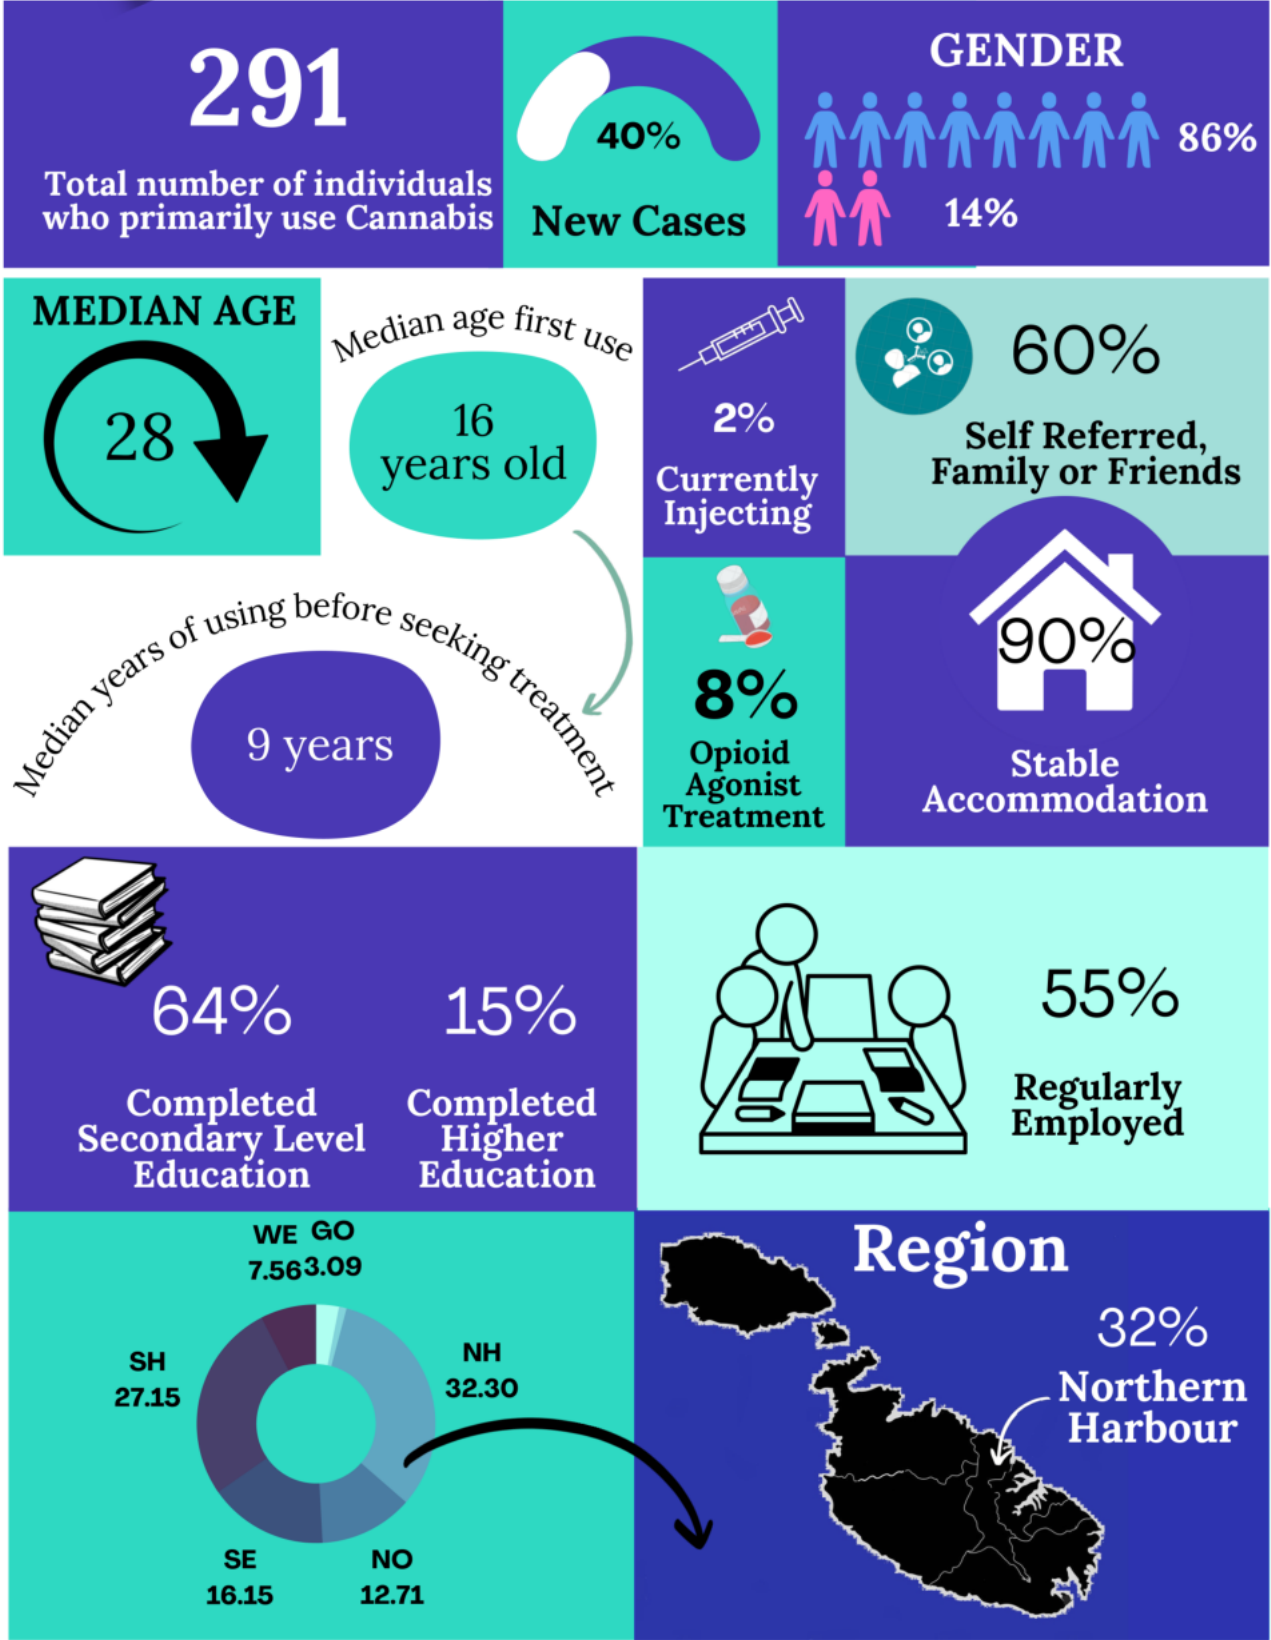 291
Total number of individuals
who primarily use Cannabis
40%
New Cases
GENDER
86%
14%
MEDIAN AGE
28
Median age first use
16
years old
2%
Currently
Injecting
60%
Self Referred,
Family or Friends
Median years of using before seeking treatment
9 years
8%
Opioid
Agonist
Treatment
90%
Stable
Accommodation
64%
Completed
Secondary Level
Education
15%
Completed
Higher
Education
55%
Regularly
Employed
WE GO
7.56 3.09
SH
27.15
NH
32.30
SE
16.15
NO
12.71
Region
32%
Northern
Harbour